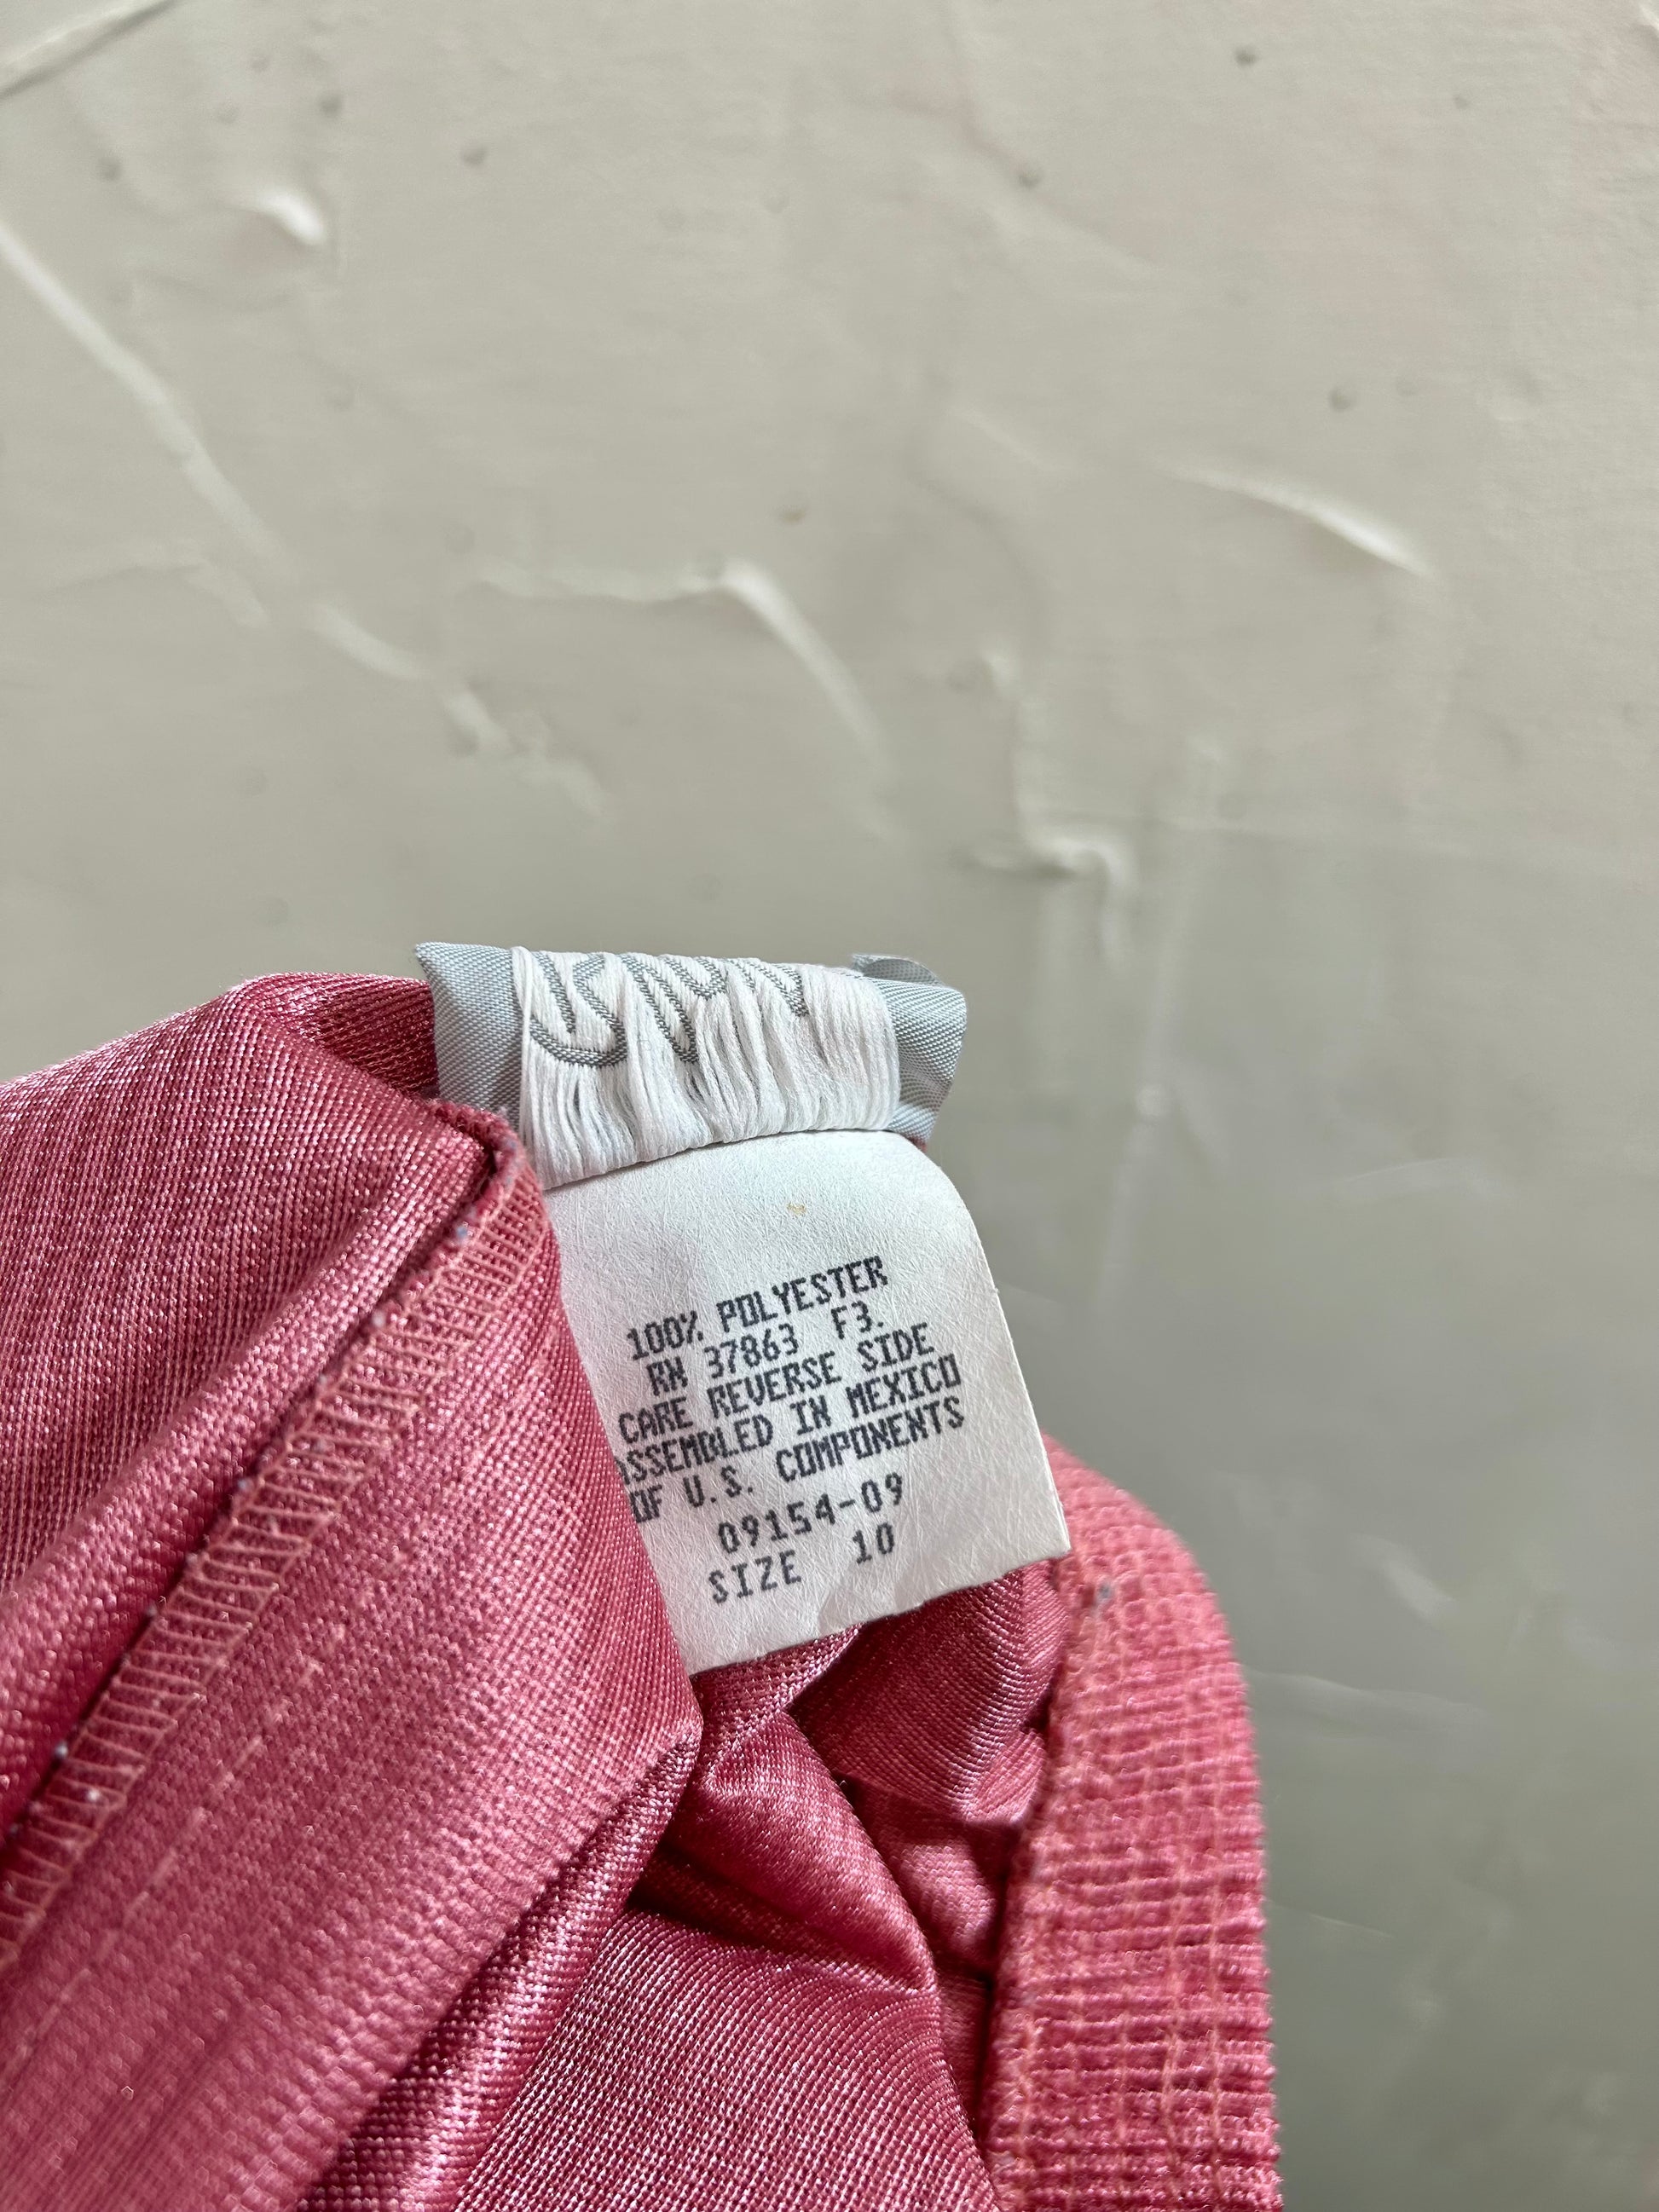 100% POLYESTER
RN 37863 F3.
CARE REVERSE SIDE
ASSEMBLED IN MEXICO
OF U.S. COMPONENTS
09154-09
SIZE 10